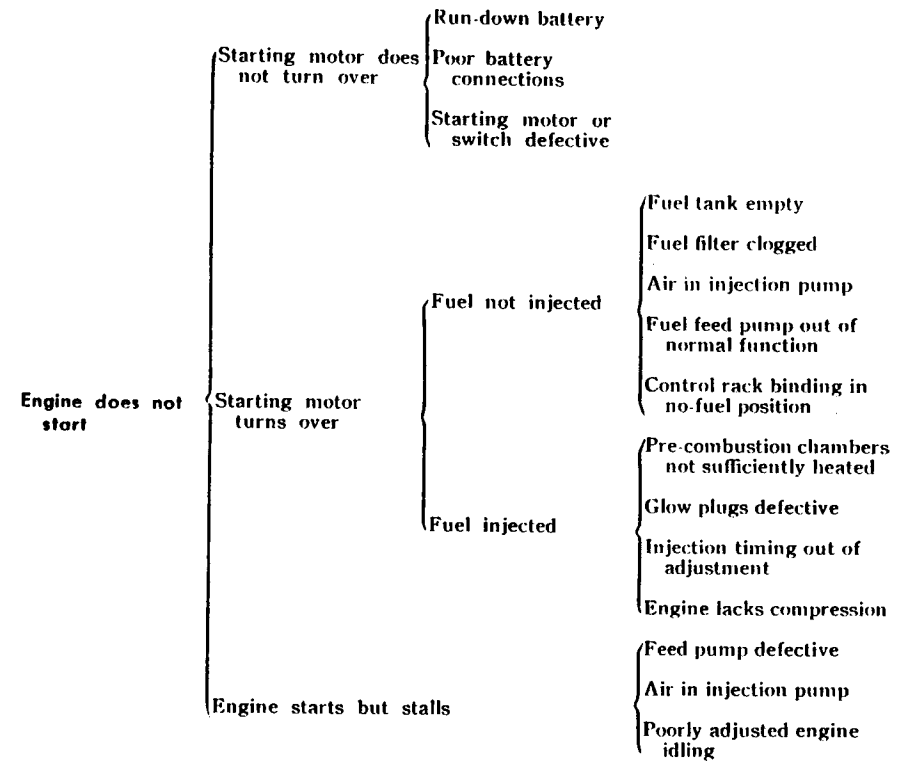 Run-down battery
Starting motor does
not turn over
Poor battery
connections
Starting motor or
switch defective
Fuel tank empty
Fuel filter clogged
Air in injection pump
Fuel not injected
Fuel feed pump out of
normal function
Control rack binding in
no-fuel position
Engine does not
start
Starting motor
turns over
Pre-combustion chambers
not sufficiently heated
Glow plugs defective
Fuel injected
Injection timing out of
adjustment
Engine lacks compression
Feed pump defective
Air in injection pump
Engine starts but stalls
Poorly adjusted engine
idling